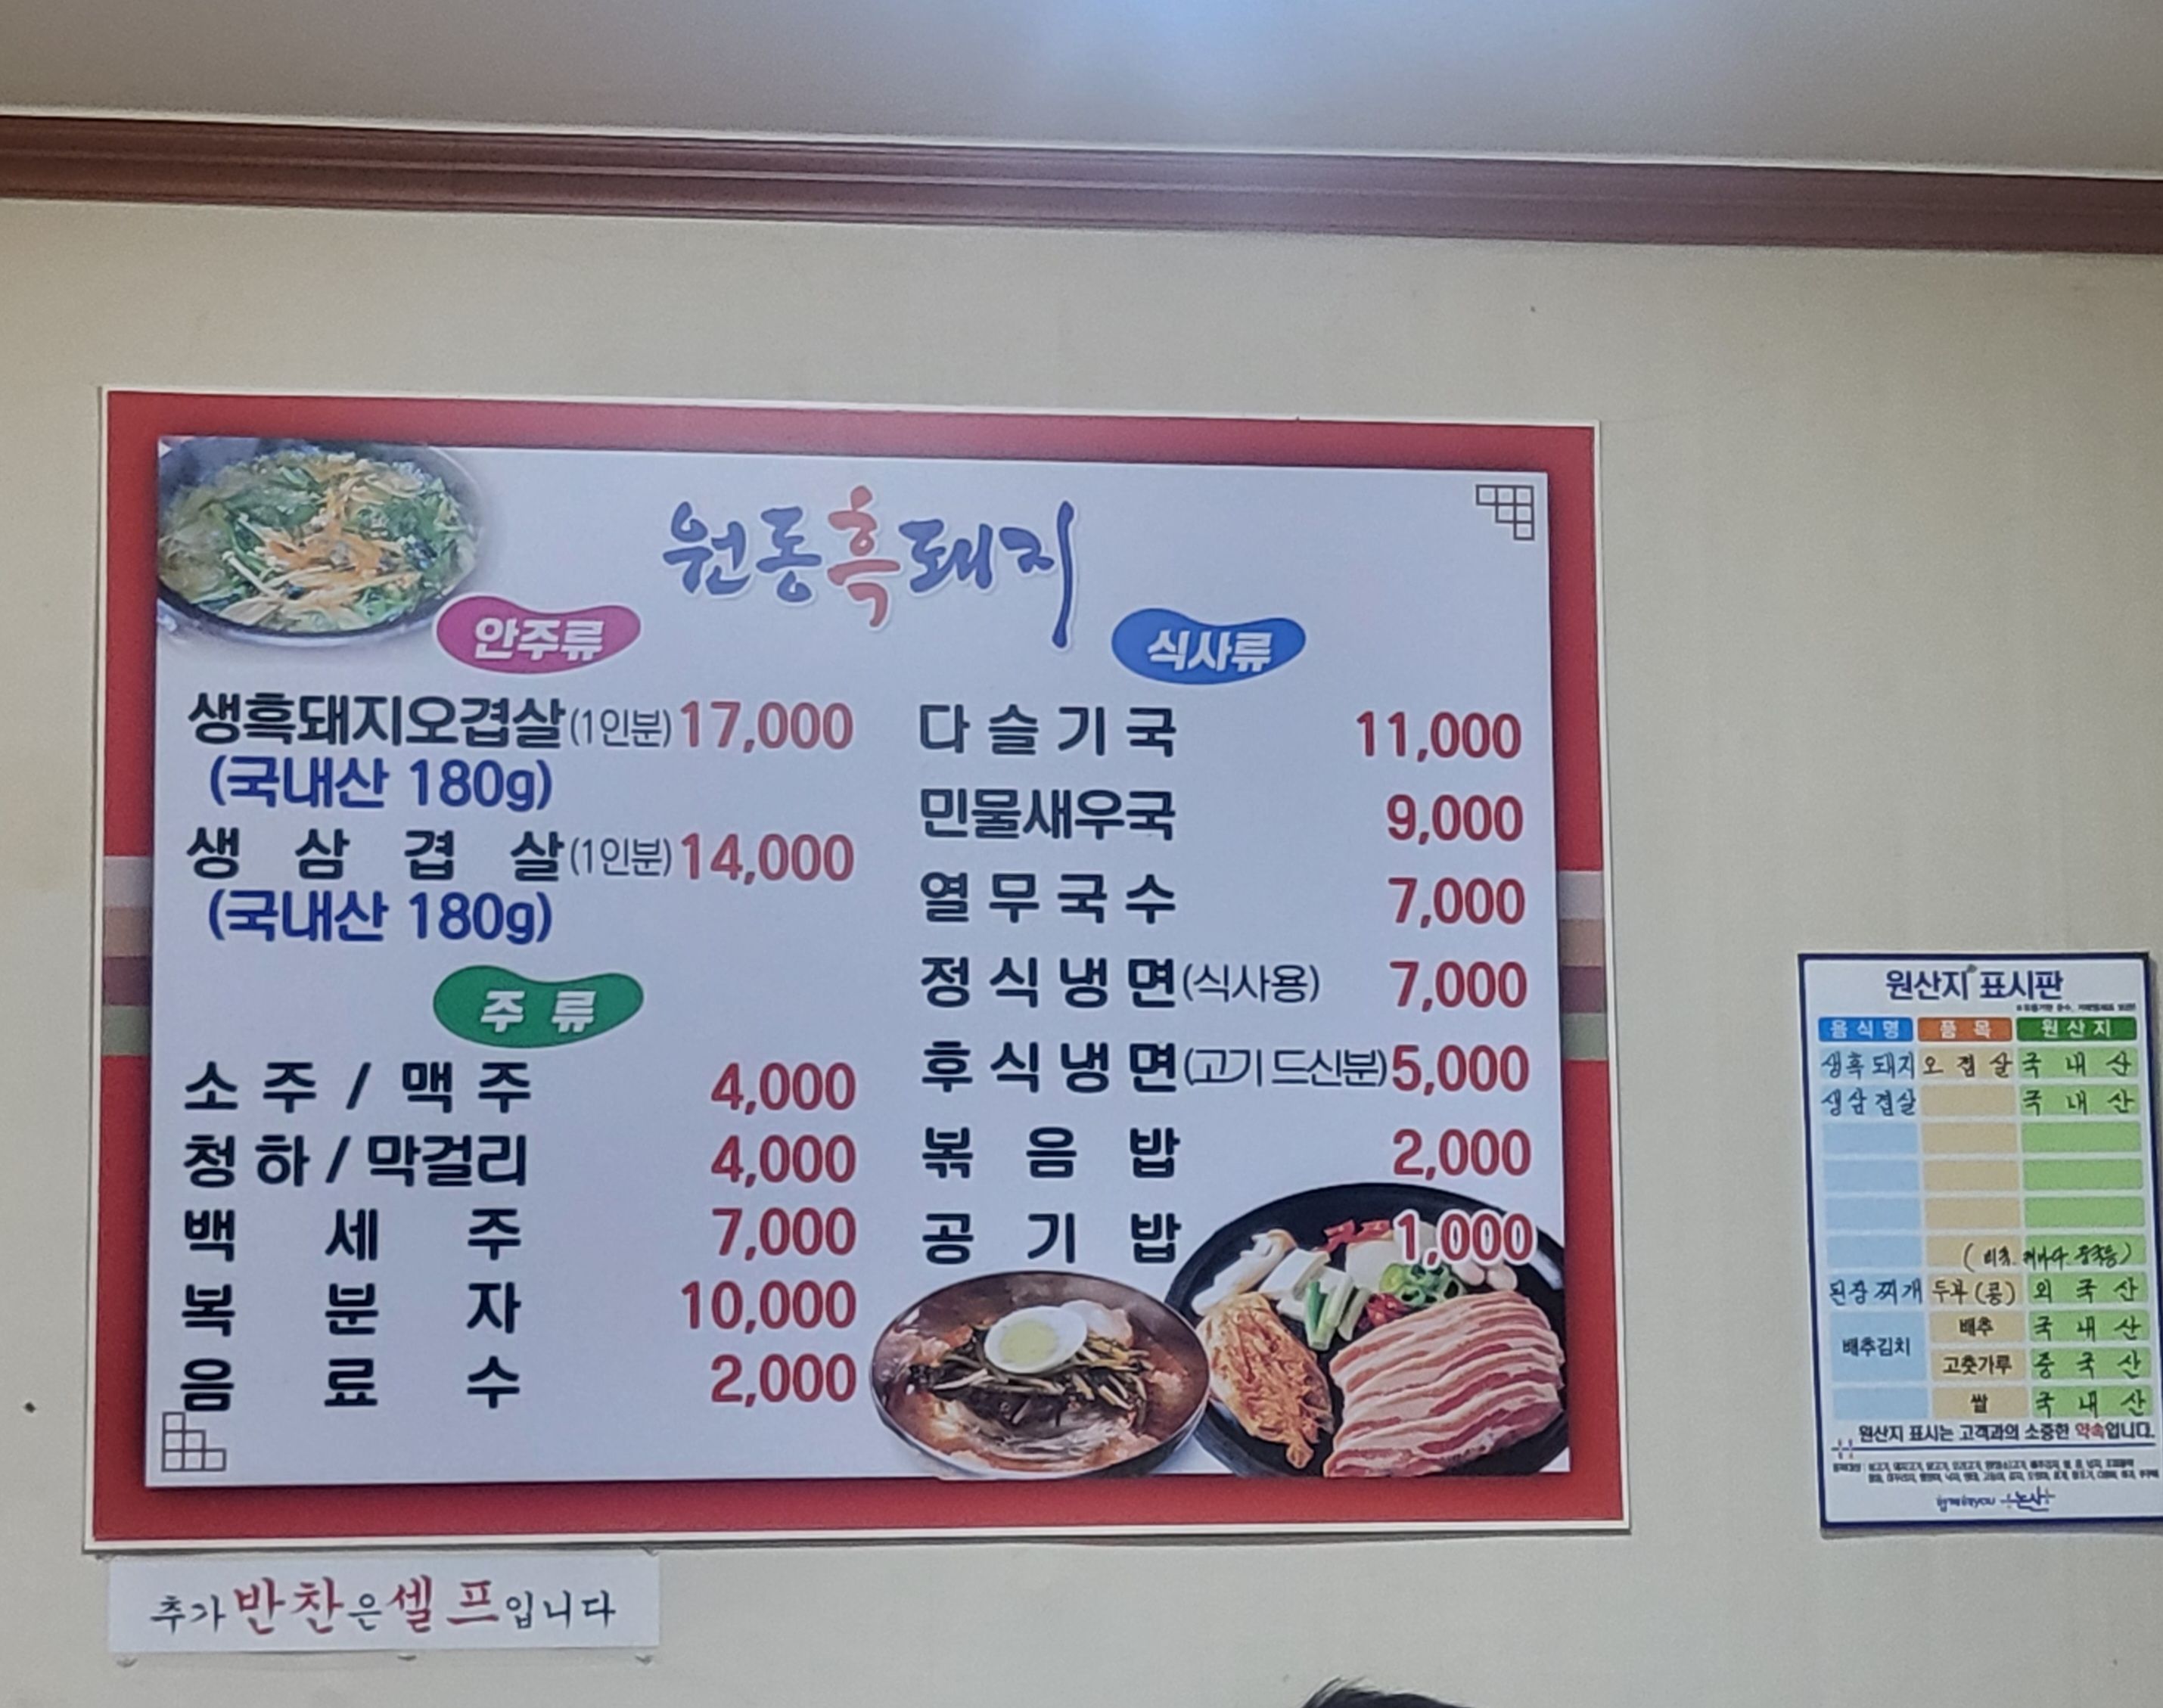 원동흑돼지
안주류
생흑돼지오겹살(1인분) 17,000
(국내산 180g)
생삼겹살(1인분) 14,000
(국내산 180g)
주류
소주 / 맥주 4,000
청하 / 막걸리 4,000
백세주 7,000
복분자 10,000
음료수 2,000
식사류
다슬기국 11,000
민물새우국 9,000
열무국수 7,000
정식냉면(식사용) 7,000
후식냉면(고기 드신분) 5,000
볶음밥 2,000
공기밥 1,000
추가 반찬은 셀프입니다
원산지 표시판
음식명 품목 원산지
생흑돼지 오겹살 국내산
생삼겹살 국내산
된장찌개 두부(콩) 외국산
배추김치 배추 국내산
고춧가루 중국산
쌀 국내산
원산지 표시는 고객과의 소중한 약속입니다.
논산